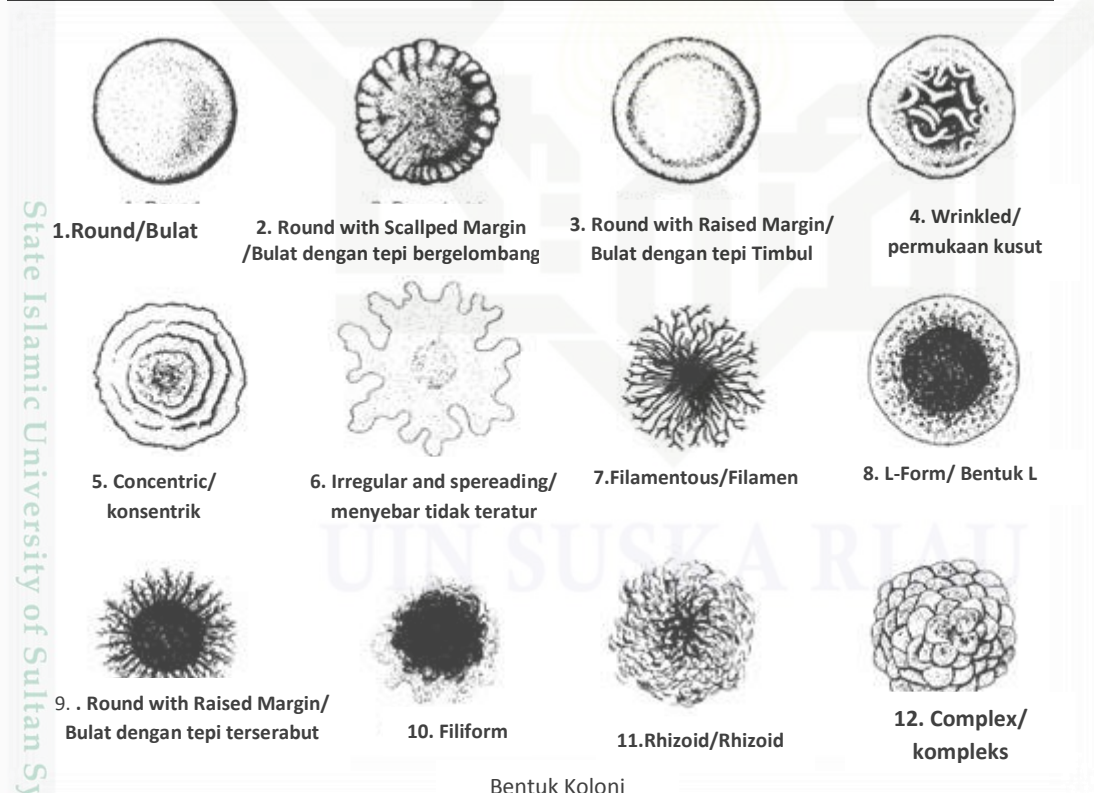 1.Round/Bulat
2. Round with Scallped Margin
/Bulat dengan tepi bergelombang
3. Round with Raised Margin/
Bulat dengan tepi Timbul
4. Wrinkled/
permukaan kusut
5. Concentric/
konsentrik
6. Irregular and spereading/
menyebar tidak teratur
7.Filamentous/Filamen
8. L-Form/ Bentuk L
9. . Round with Raised Margin/
Bulat dengan tepi terserabut
10. Filiform
11.Rhizoid/Rhizoid
12. Complex/
kompleks
Bentuk Koloni
State Islamic University of Sultan Sy
UIN SUSKA RIAU